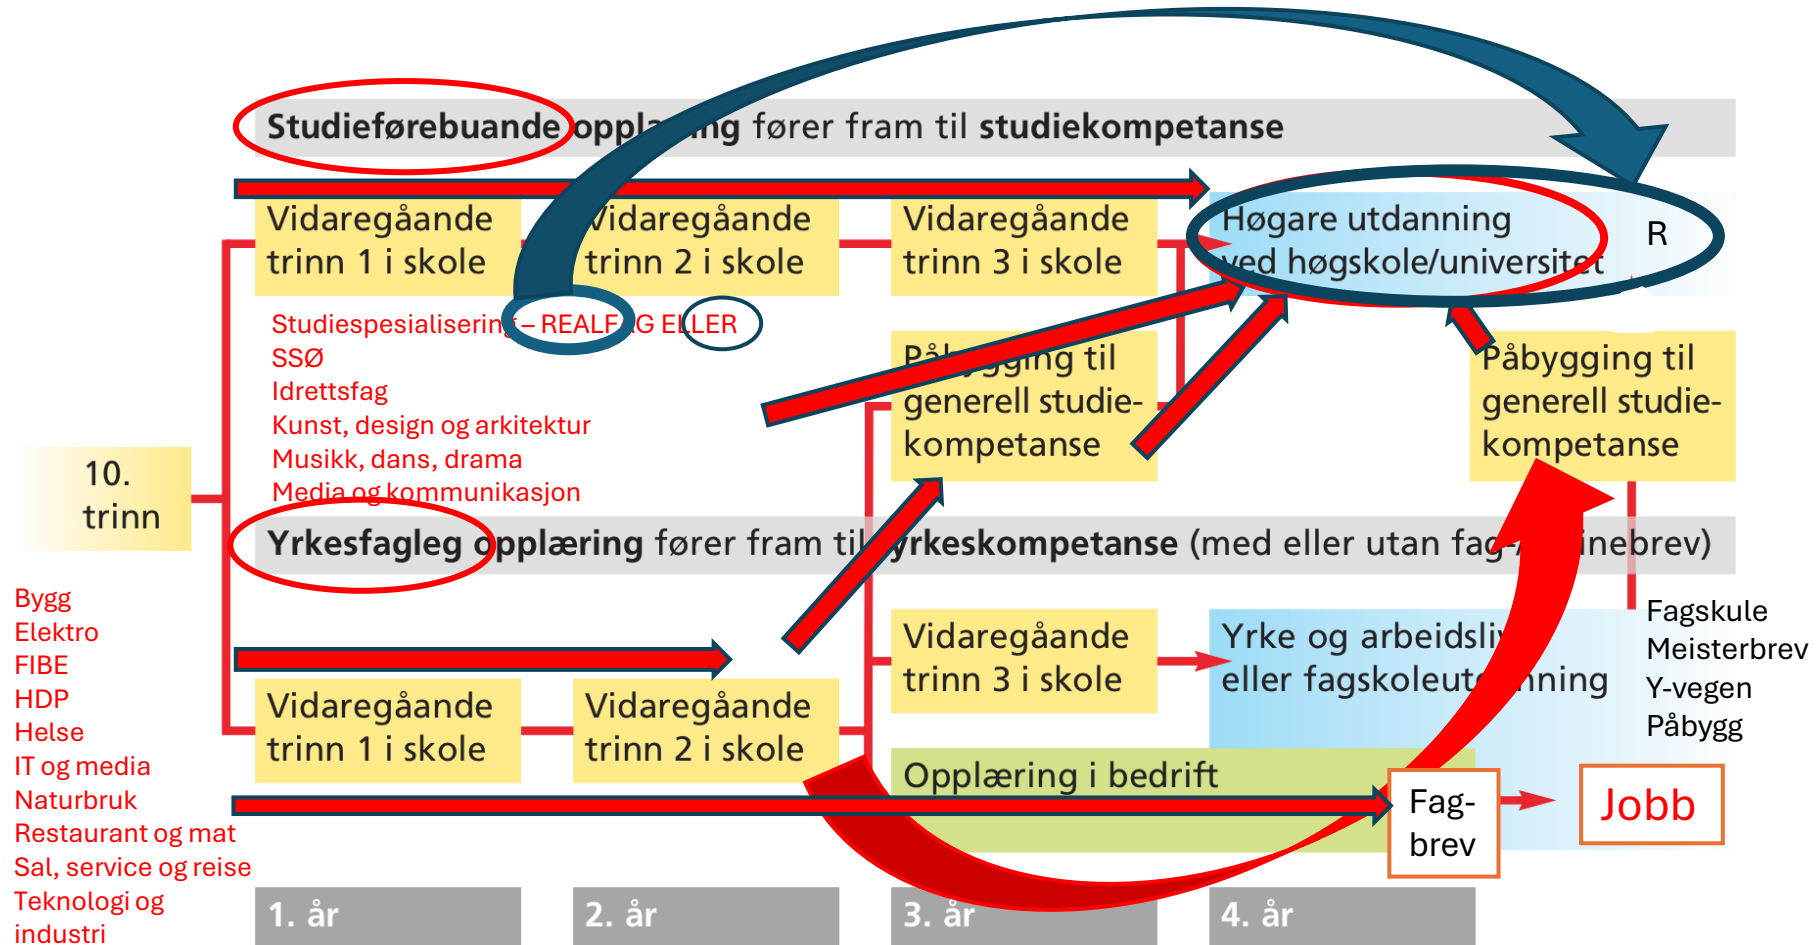 Studieførebuande opplæring fører fram til studiekompetanse
Vidaregåande
trinn 1 i skole
Vidaregåande
trinn 2 i skole
Vidaregåande
trinn 3 i skole
Høgare utdanning
ved høgskole/universitet
R
Studiespesialisering – REALFAG ELLER
SSØ
Idrettsfag
Kunst, design og arkitektur
Musikk, dans, drama
Media og kommunikasjon
Påbygging til
generell studie-
kompetanse
Påbygging til
generell studie-
kompetanse
10.
trinn
Yrkesfagleg opplæring fører fram til yrkeskompetanse (med eller utan fag-/sveinebrev)
Bygg
Elektro
FIBE
HDP
Helse
IT og media
Naturbruk
Restaurant og mat
Sal, service og reise
Teknologi og
industri
Vidaregåande
trinn 1 i skole
Vidaregåande
trinn 2 i skole
Vidaregåande
trinn 3 i skole
Yrke og arbeidsliv
eller fagskoleutdanning
Fagskule
Meisterbrev
Y-vegen
Påbygg
Opplæring i bedrift
Fag-
brev
Jobb
1. år
2. år
3. år
4. år